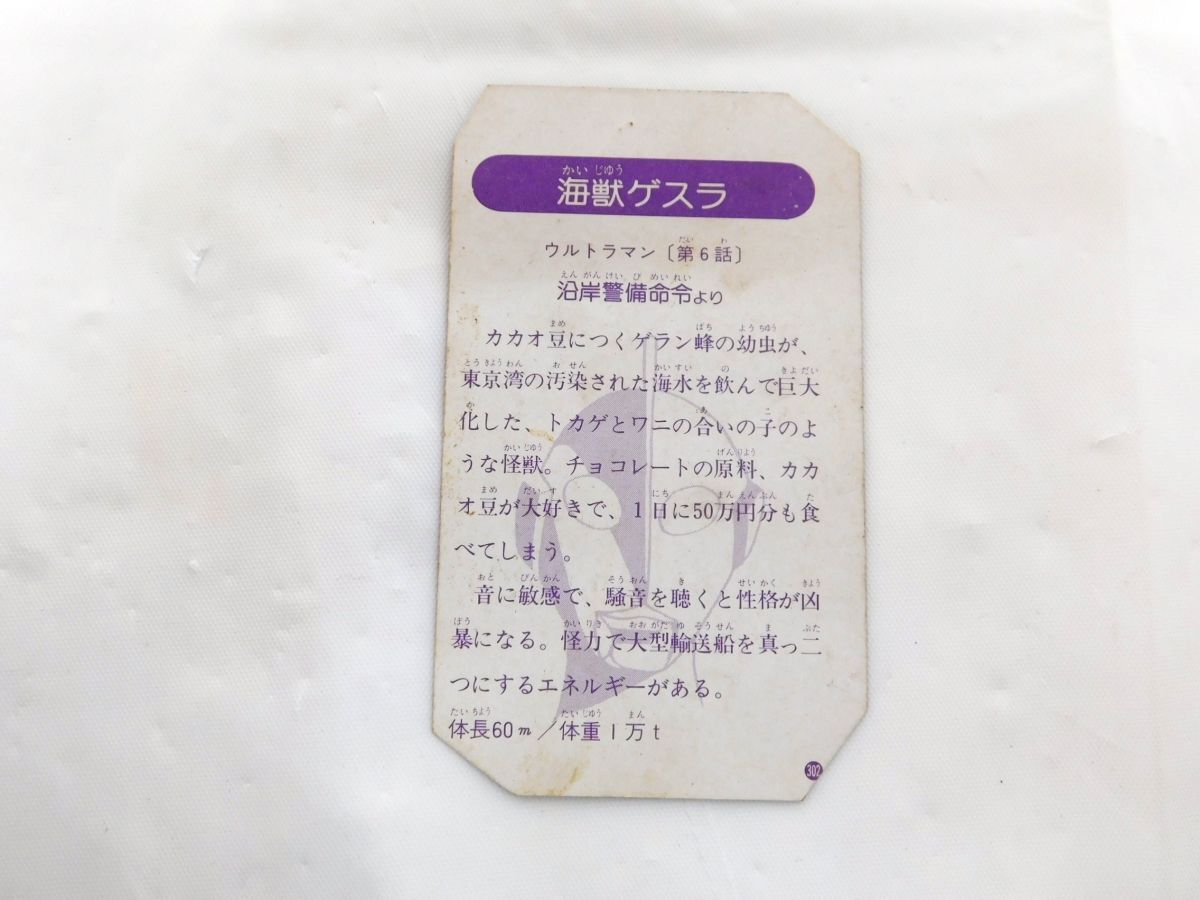 海獣ゲスラ
ウルトラマン〔第6話〕
沿岸警備命令より
カカオ豆につくゲラン蜂の幼虫が、
東京湾の汚染された海水を飲んで巨大
化した、トカゲとワニの合いの子のよ
うな怪獣。チョコレートの原料、カカ
オ豆が大好きで、1日に50万円分も食
べてしまう。
音に敏感で、騒音を聴くと性格が凶
暴になる。怪力で大型輸送船を真っ二
つにするエネルギーがある。
体長60m/体重1万t
302